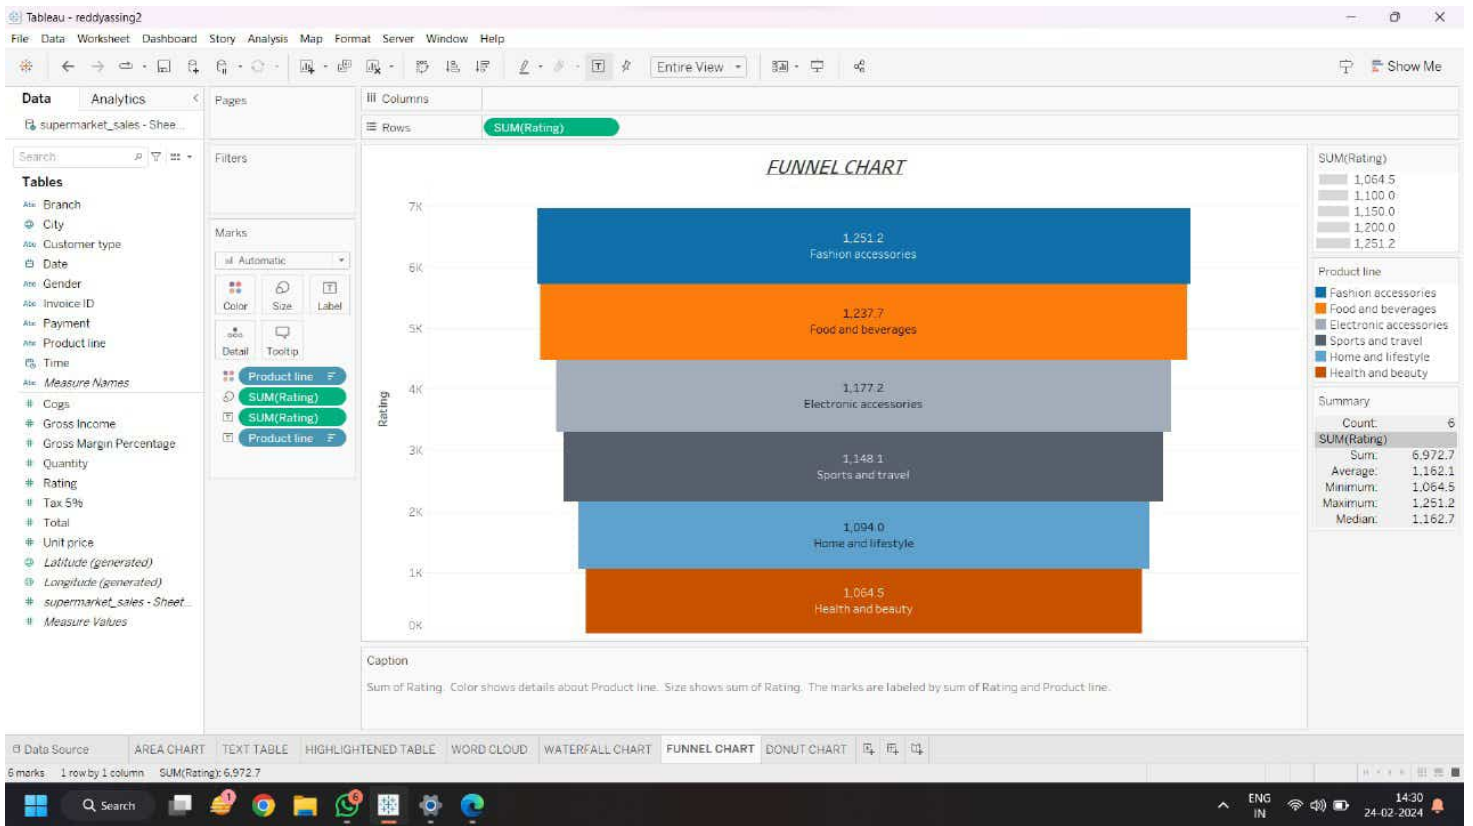 Tableau - reddyassing2
File Data Worksheet Dashboard Story Analysis Map Format Server Window Help
Entire View
Show Me
Data Analytics
supermarket_sales - Shee...
Search
Tables
Abc Branch
City
Abc Customer type
Date
Abc Gender
Abc Invoice ID
Abc Payment
Abc Product line
Time
Abc Measure Names
# Cogs
# Gross Income
# Gross Margin Percentage
# Quantity
# Rating
# Tax 5%
# Total
# Unit price
Latitude (generated)
Longitude (generated)
# supermarket_sales - Sheet...
# Measure Values
Pages
Filters
Marks
Automatic
Color Size Label
Detail Tooltip
Product line
SUM(Rating)
SUM(Rating)
Product line
Columns
Rows SUM(Rating)
FUNNEL CHART
Rating
7K
6K
5K
4K
3K
2K
1K
0K
1,251.2
Fashion accessories
1,237.7
Food and beverages
1,177.2
Electronic accessories
1,148.1
Sports and travel
1,094.0
Home and lifestyle
1,064.5
Health and beauty
Caption
Sum of Rating. Color shows details about Product line. Size shows sum of Rating. The marks are labeled by sum of Rating and Product line.
SUM(Rating)
1,064.5
1,100.0
1,150.0
1,200.0
1,251.2
Product line
Fashion accessories
Food and beverages
Electronic accessories
Sports and travel
Home and lifestyle
Health and beauty
Summary
Count: 6
SUM(Rating)
Sum: 6,972.7
Average: 1,162.1
Minimum: 1,064.5
Maximum: 1,251.2
Median: 1,162.7
Data Source AREA CHART TEXT TABLE HIGHLIGHTENED TABLE WORD CLOUD WATERFALL CHART FUNNEL CHART DONUT CHART
6 marks 1 row by 1 column SUM(Rating): 6,972.7
Search
1
6
ENG
IN
14:30
24-02-2024